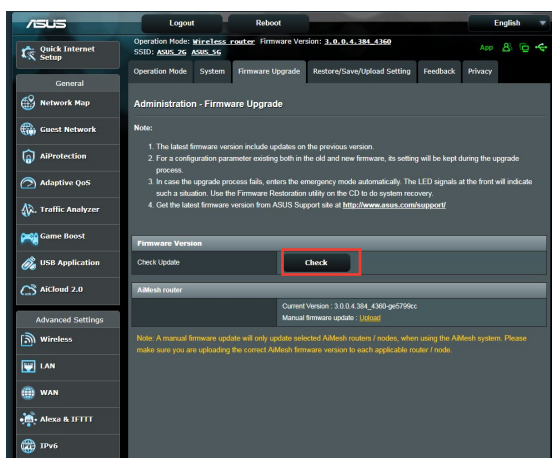 ASUS
Logout
Reboot
English
Quick Internet
Setup
Operation Mode: Wireless router Firmware Version: 3.0.0.4.384_4360
SSID: ASUS_2G ASUS_5G
App
General
Network Map
Guest Network
AiProtection
Adaptive QoS
Traffic Analyzer
Game Boost
USB Application
AiCloud 2.0
Advanced Settings
Wireless
LAN
WAN
Alexa & IFTTT
IPv6
Operation Mode System Firmware Upgrade Restore/Save/Upload Setting Feedback Privacy
Administration - Firmware Upgrade
Note:
1. The latest firmware version include updates on the previous version.
2. For a configuration parameter existing both in the old and new firmware, its setting will be kept during the upgrade
process.
3. In case the upgrade process fails, enters the emergency mode automatically. The LED signals at the front will indicate
such a situation. Use the Firmware Restoration utility on the CD to do system recovery.
4. Get the latest firmware version from ASUS Support site at http://www.asus.com/support/
Firmware Version
Check Update
Check
AiMesh router
Current Version : 3.0.0.4.384_4360-ge5799cc
Manual firmware update : Upload
Note: A manual firmware update will only update selected AiMesh routers / nodes, when using the AiMesh system. Please
make sure you are uploading the correct AiMesh firmware version to each applicable router / node.